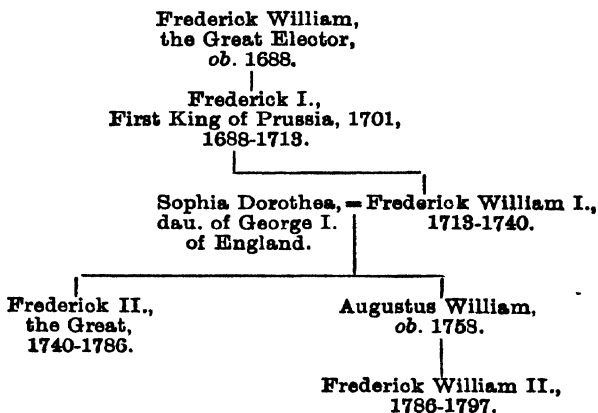 Frederick William,
the Great Elector,
ob. 1688.
Frederick I.,
First King of Prussia, 1701,
1688-1713.
Sophia Dorothea, = Frederick William I.,
dau. of George I. 1713-1740.
of England.
Frederick II.,
the Great,
1740-1786.
Augustus William,
ob. 1758.
Frederick William II.,
1786-1797.